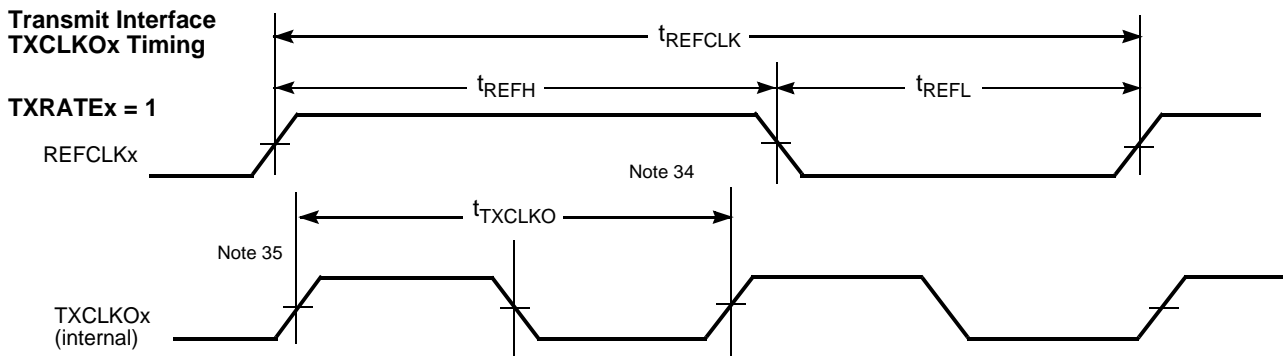 Transmit Interface
TXCLKOx Timing
tREFCLK
tREFH
tREFL
TXRATEx = 1
REFCLKx
Note 34
tTXCLKO
Note 35
TXCLKOx
(internal)